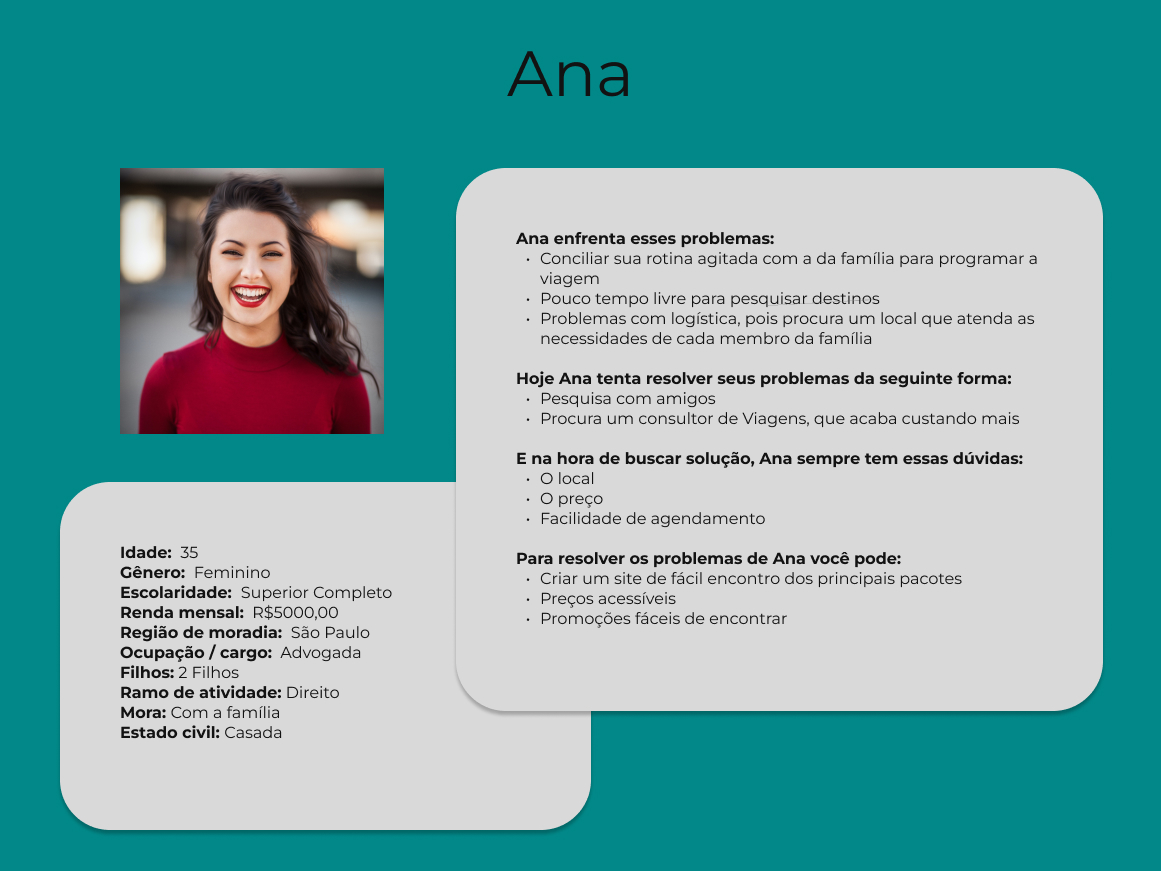 Ana
Ana enfrenta esses problemas:
• Conciliar sua rotina agitada com a da família para programar a
viagem
• Pouco tempo livre para pesquisar destinos
• Problemas com logística, pois procura um local que atenda as
necessidades de cada membro da família
Hoje Ana tenta resolver seus problemas da seguinte forma:
• Pesquisa com amigos
• Procura um consultor de Viagens, que acaba custando mais
E na hora de buscar solução, Ana sempre tem essas dúvidas:
• O local
• O preço
• Facilidade de agendamento
Para resolver os problemas de Ana você pode:
• Criar um site de fácil encontro dos principais pacotes
• Preços acessíveis
• Promoções fáceis de encontrar
Idade: 35
Gênero: Feminino
Escolaridade: Superior Completo
Renda mensal: R$5000,00
Região de moradia: São Paulo
Ocupação / cargo: Advogada
Filhos: 2 Filhos
Ramo de atividade: Direito
Mora: Com a família
Estado civil: Casada